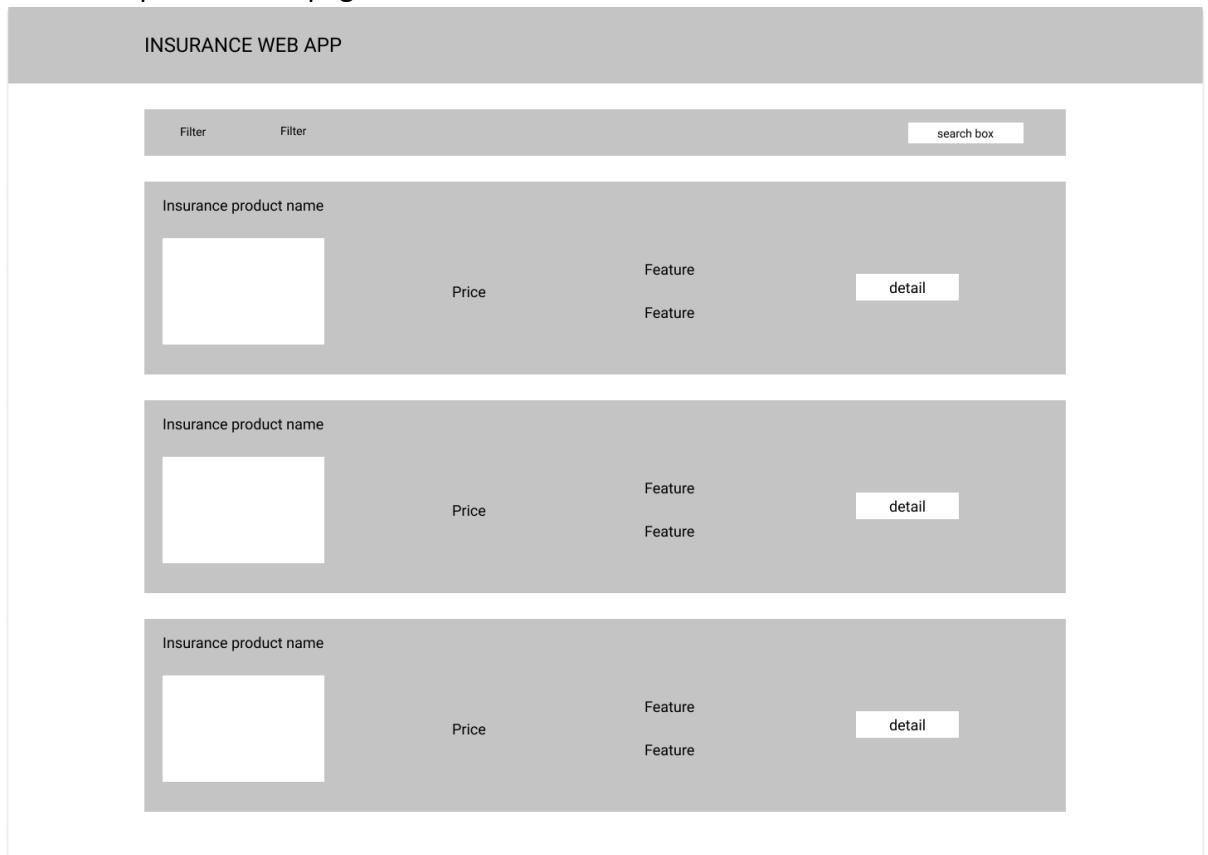 INSURANCE WEB APP
Filter Filter search box
Insurance product name
Feature
Price detail
Feature
Insurance product name
Feature
Price detail
Feature
Insurance product name
Feature
Price detail
Feature